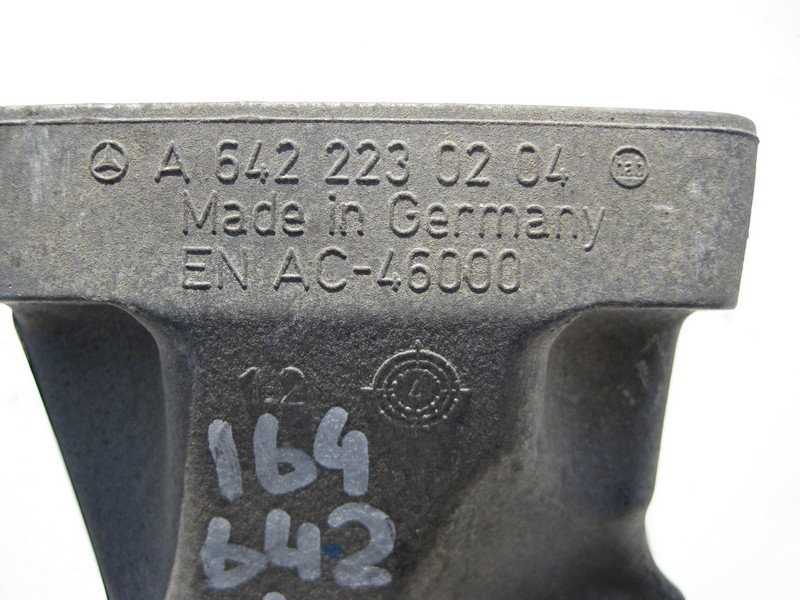 A 642 223 02 04
Made in Germany
EN AC-46000
1.2
164
642